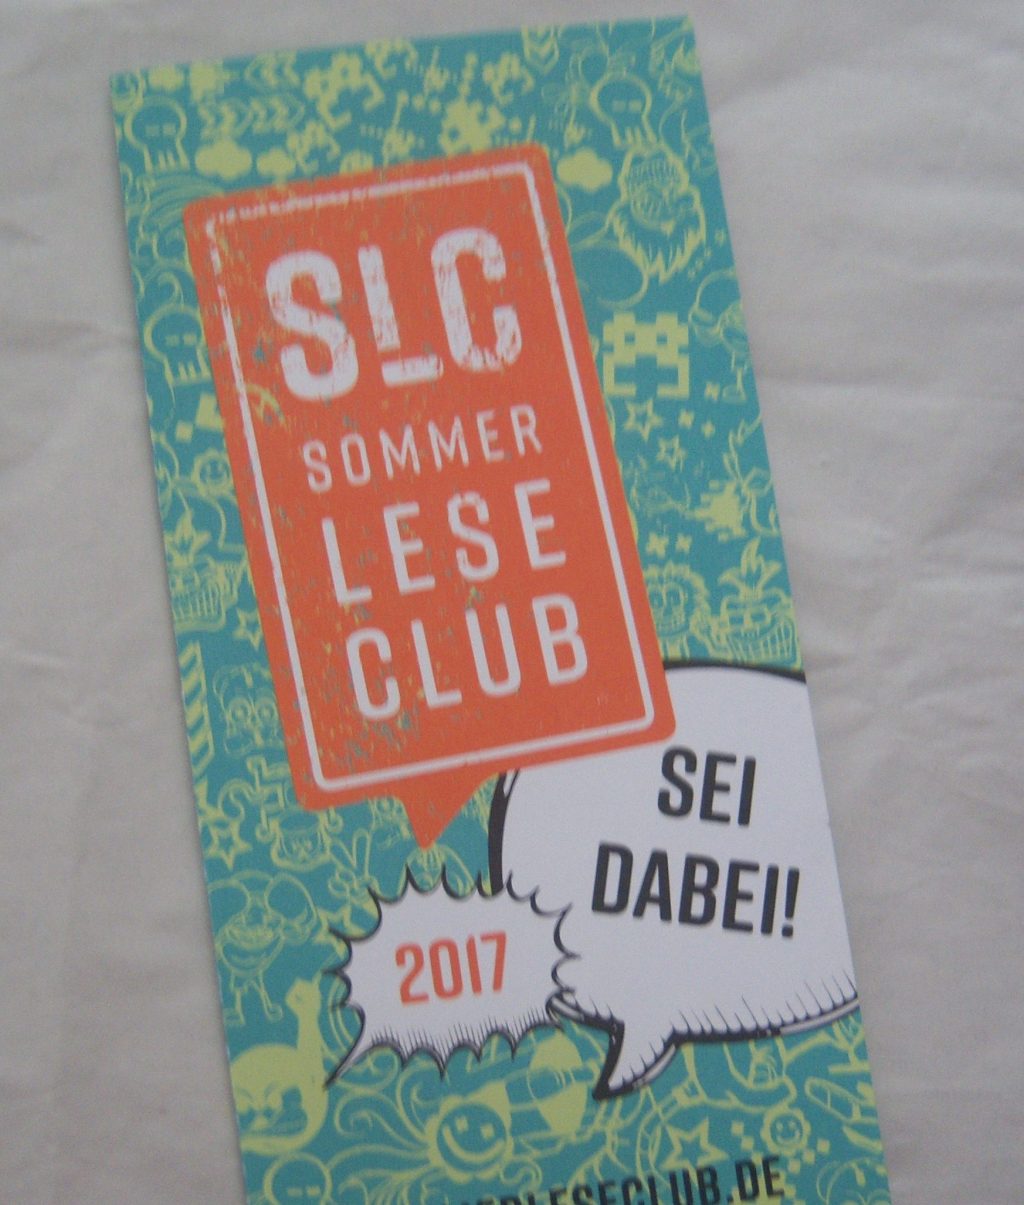 SLC
SOMMER
LESE
CLUB
SEI
DABEI!
2017